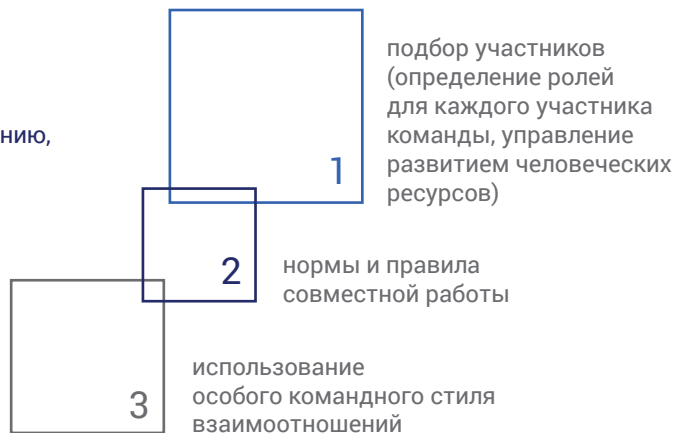 нию,
1
подбор участников
(определение ролей
для каждого участника
команды, управление
развитием человеческих
ресурсов)
2
нормы и правила
совместной работы
3
использование
особого командного стиля
взаимоотношений